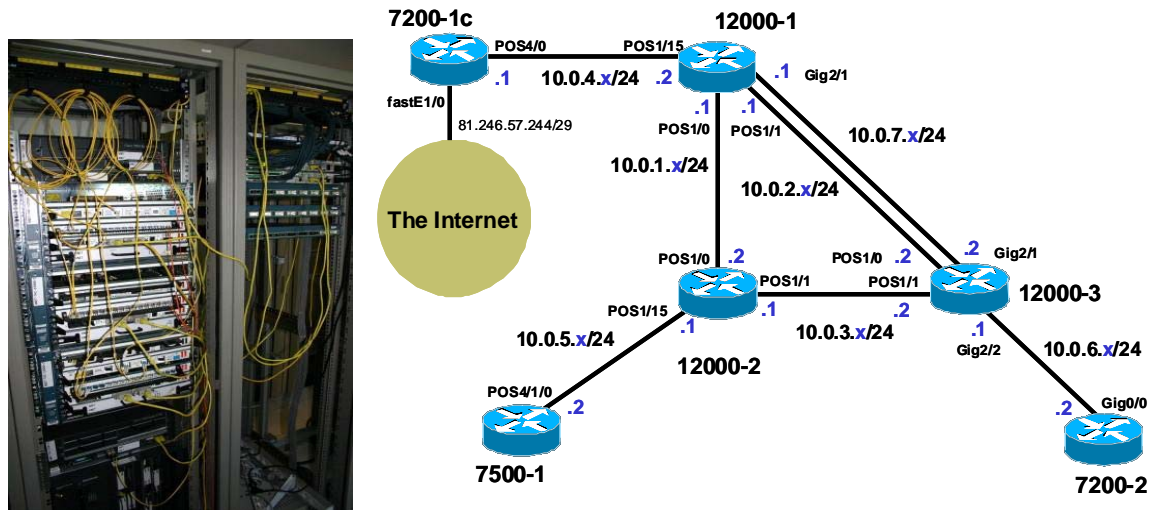 7200-1c
12000-1
POS4/0
POS1/15
.1
10.0.4.x/24
.2
.1
Gig2/1
fastE1/0
81.246.57.244/29
.1
.1
POS1/0
POS1/1
10.0.7.x/24
10.0.1.x/24
10.0.2.x/24
The Internet
POS1/0
.2
POS1/0
.2
.2
Gig2/1
POS1/1
POS1/1
12000-3
POS1/15
.1
.1
10.0.3.x/24
.2
.1
Gig2/2
10.0.5.x/24
12000-2
10.0.6.x/24
POS4/1/0
.2
.2
Gig0/0
7500-1
7200-2